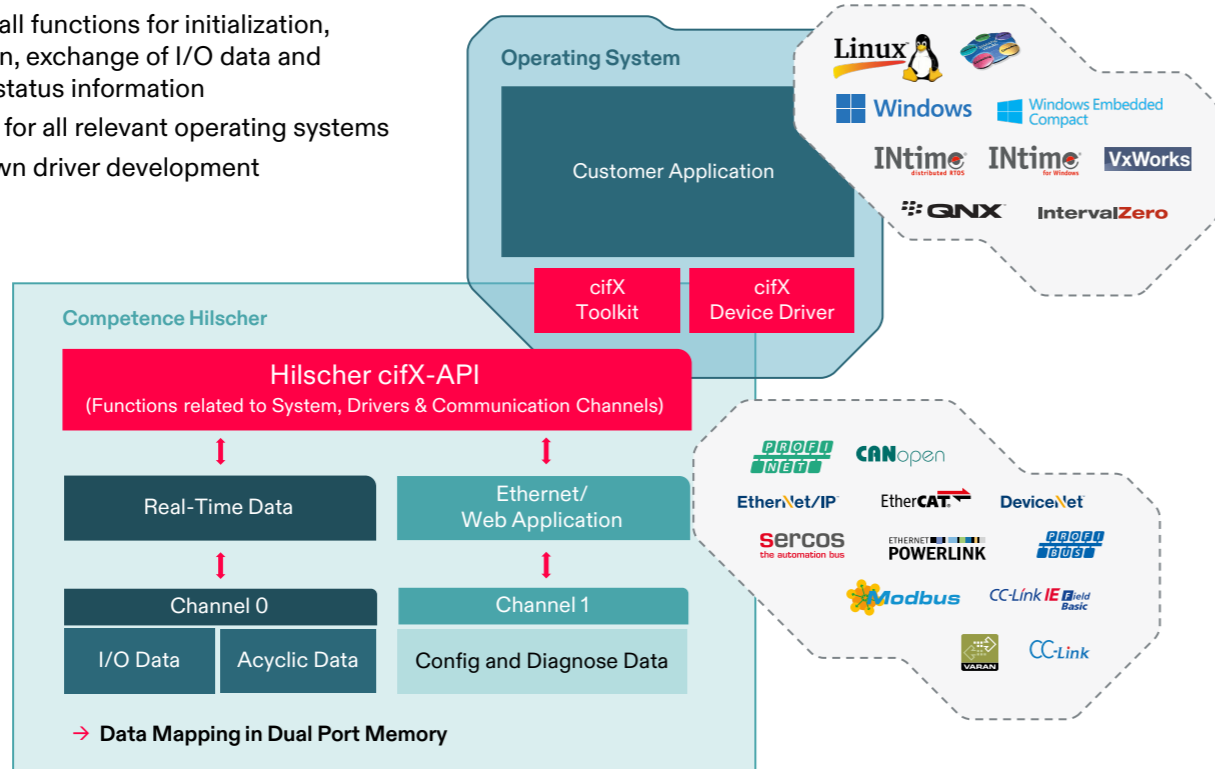 all functions for initialization,
n, exchange of I/O data and
status information
for all relevant operating systems
wn driver development
Operating System
Customer Application
cifX
Toolkit
cifX
Device Driver
Linux
Windows
Windows Embedded
Compact
INtime
distributed RTOS
INtime
for Windows
VxWorks
QNX
IntervalZero
Competence Hilscher
Hilscher cifX-API
(Functions related to System, Drivers & Communication Channels)
Real-Time Data
Ethernet/
Web Application
Channel 0
Channel 1
I/O Data
Acyclic Data
Config and Diagnose Data
→ Data Mapping in Dual Port Memory
PROFI
NET
CANopen
EtherNet/IP
EtherCAT
DeviceNet
sercos
the automation bus
ETHERNET
POWERLINK
PROFI
BUS
Modbus
CC-Link IE Field
Basic
VARAN
CC-Link